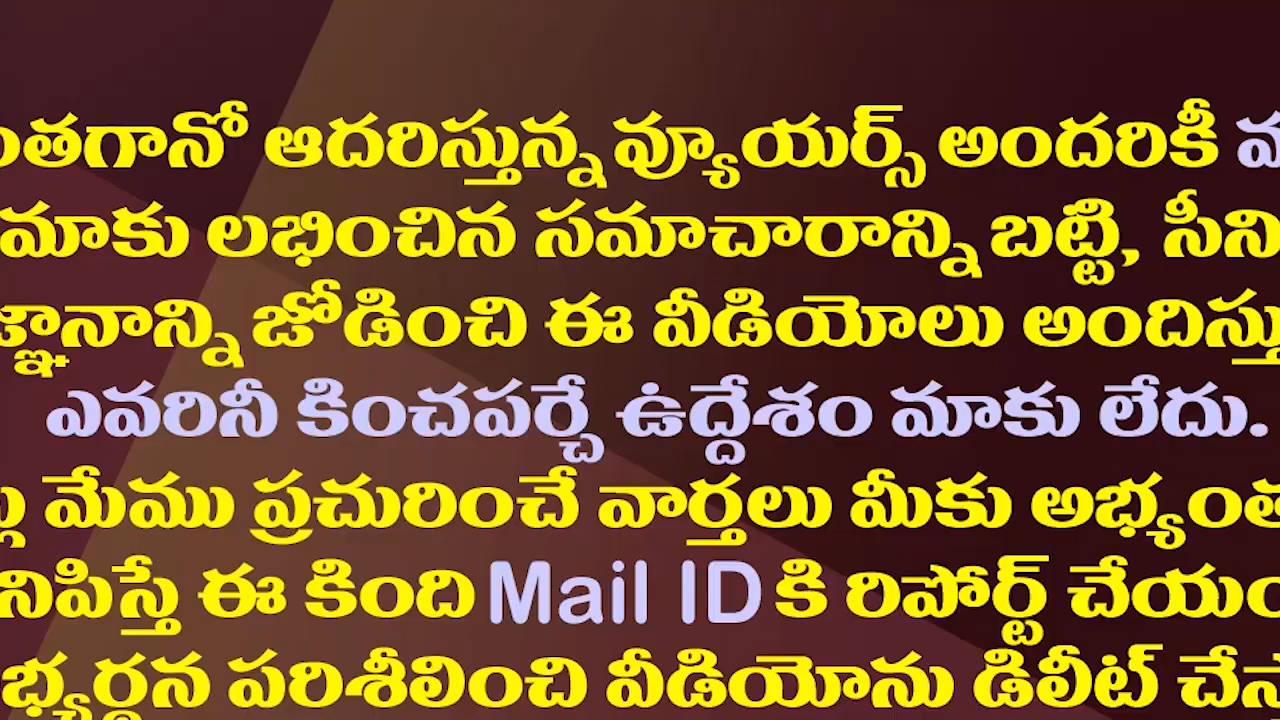 ంతగానో ఆదరిస్తున్న వ్యూయర్స్ అందరికీ
మాకు లభించిన సమాచారాన్ని బట్టి, సీని
జ్ఞానాన్ని జోడించి ఈ వీడియోలు అందిస్తు
ఎవరినీ కించపర్చే ఉద్దేశం మాకు లేదు.
మేము ప్రచురించే వార్తలు మీకు అభ్యంత
నిపిస్తే ఈ కింది Mail ID కి రిపోర్ట్ చేయం
భ్యర్థన పరిశీలించి వీడియోను డిలీట్ చేస